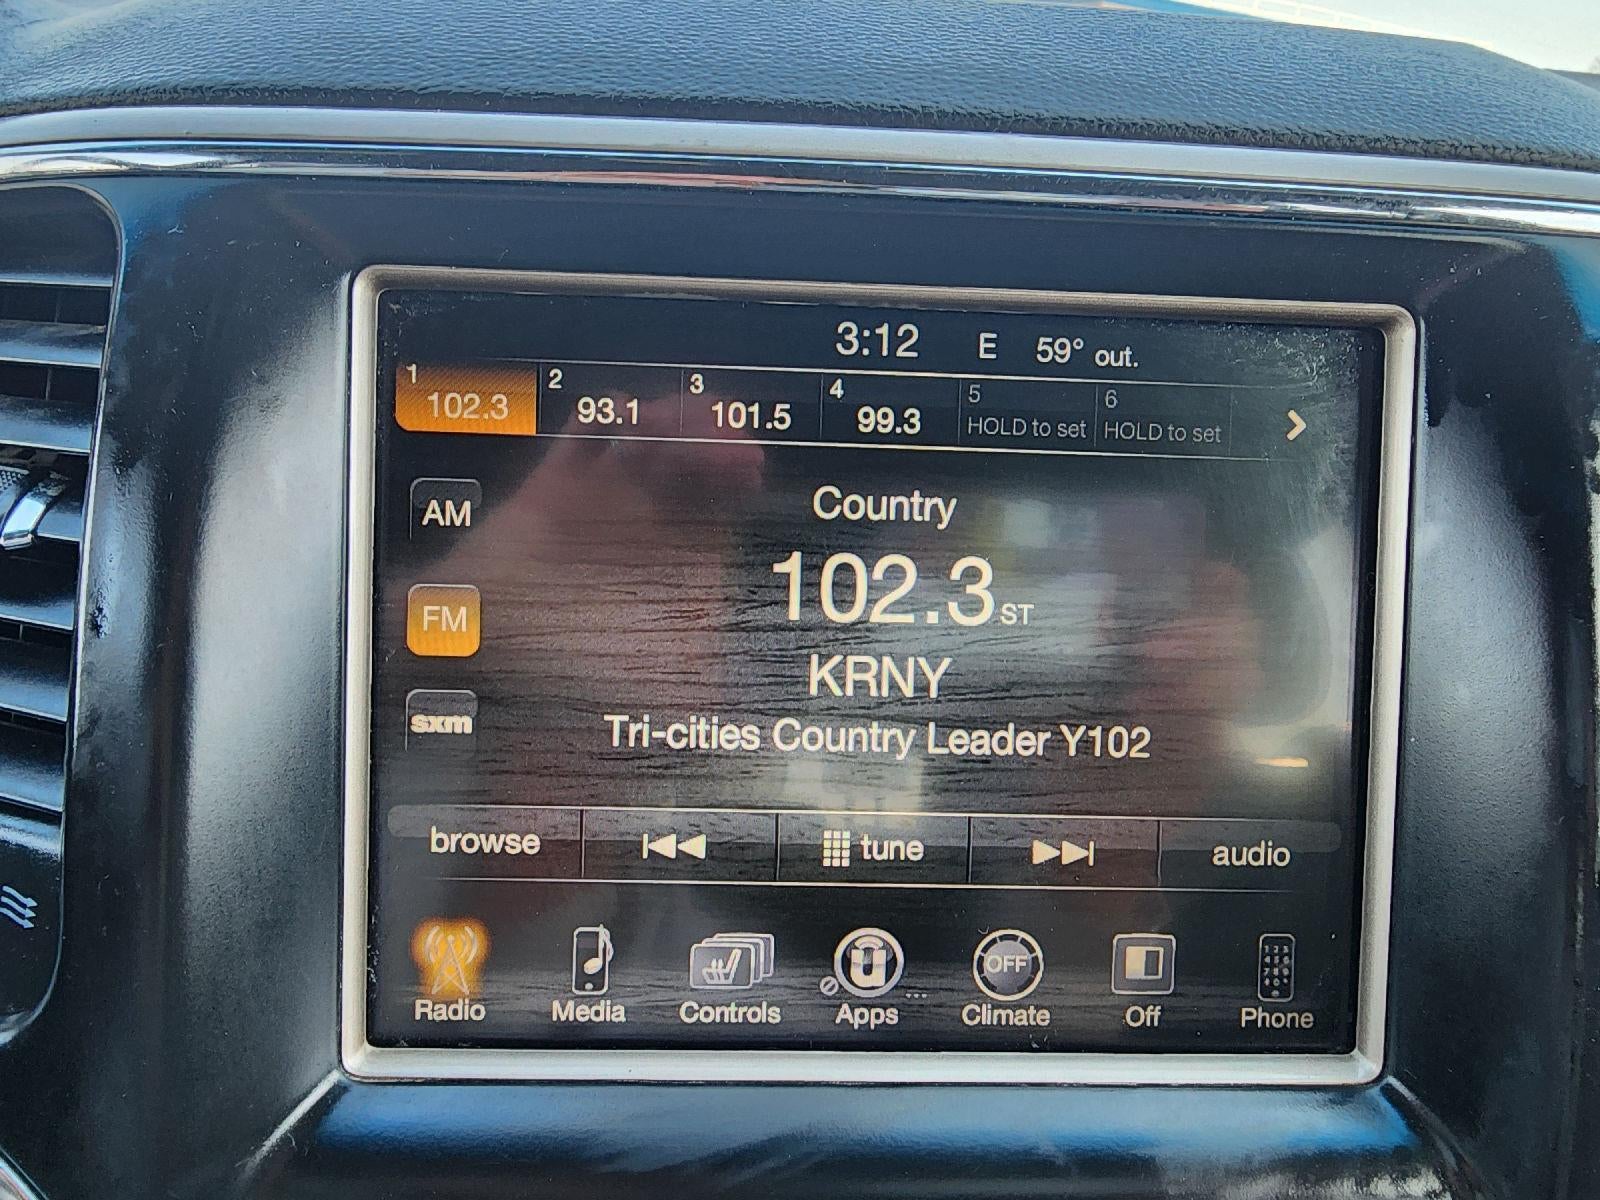 3:12 E 59° out.
1 102.3 2 93.1 3 101.5 4 99.3 5 HOLD to set 6 HOLD to set
AM
Country
102.3 ST
FM
KRNY
sxm
Tri-cities Country Leader Y102
browse tune audio
OFF
Radio Media Controls Apps Climate Off Phone